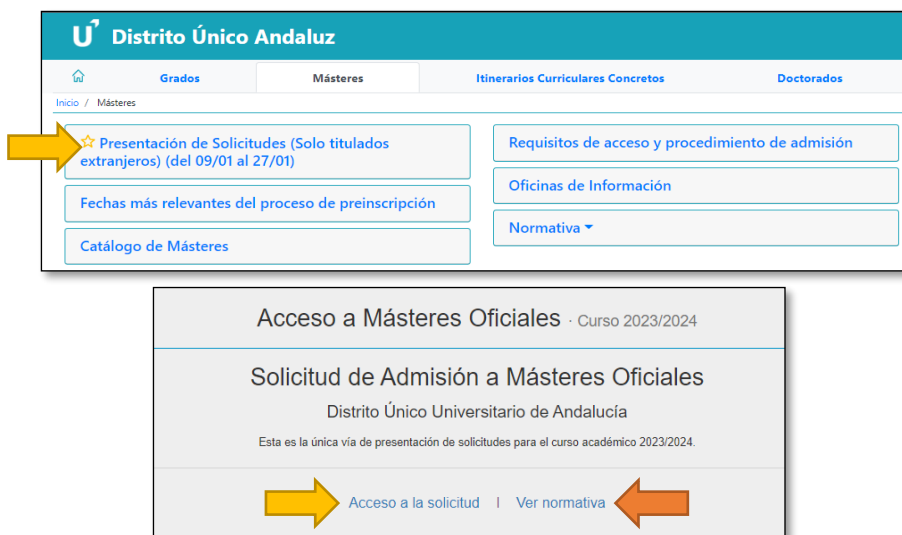 Distrito Único Andaluz
Grados Másteres Itinerarios Curriculares Concretos Doctorados
Inicio / Másteres
Presentación de Solicitudes (Solo titulados
extranjeros) (del 09/01 al 27/01)
Fechas más relevantes del proceso de preinscripción
Catálogo de Másteres
Requisitos de acceso y procedimiento de admisión
Oficinas de Información
Normativa
Acceso a Másteres Oficiales · Curso 2023/2024
Solicitud de Admisión a Másteres Oficiales
Distrito Único Universitario de Andalucía
Esta es la única vía de presentación de solicitudes para el curso académico 2023/2024.
Acceso a la solicitud | Ver normativa